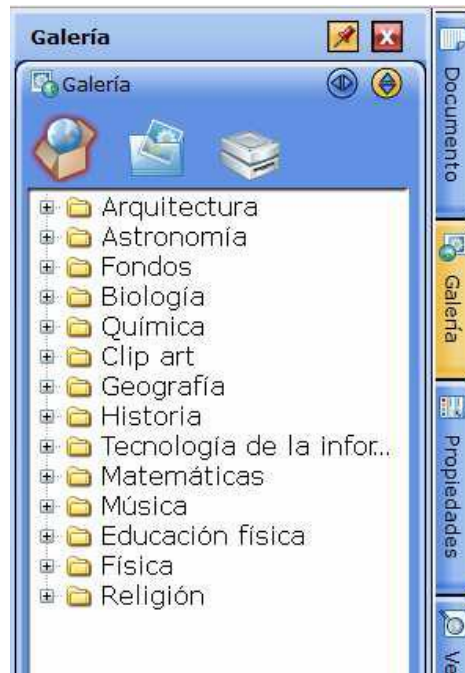 Galería
Galería
Arquitectura
Astronomía
Fondos
Biología
Química
Clip art
Geografía
Historia
Tecnología de la infor...
Matemáticas
Música
Educación física
Física
Religión
Documento
Galería
Propiedades
Ve